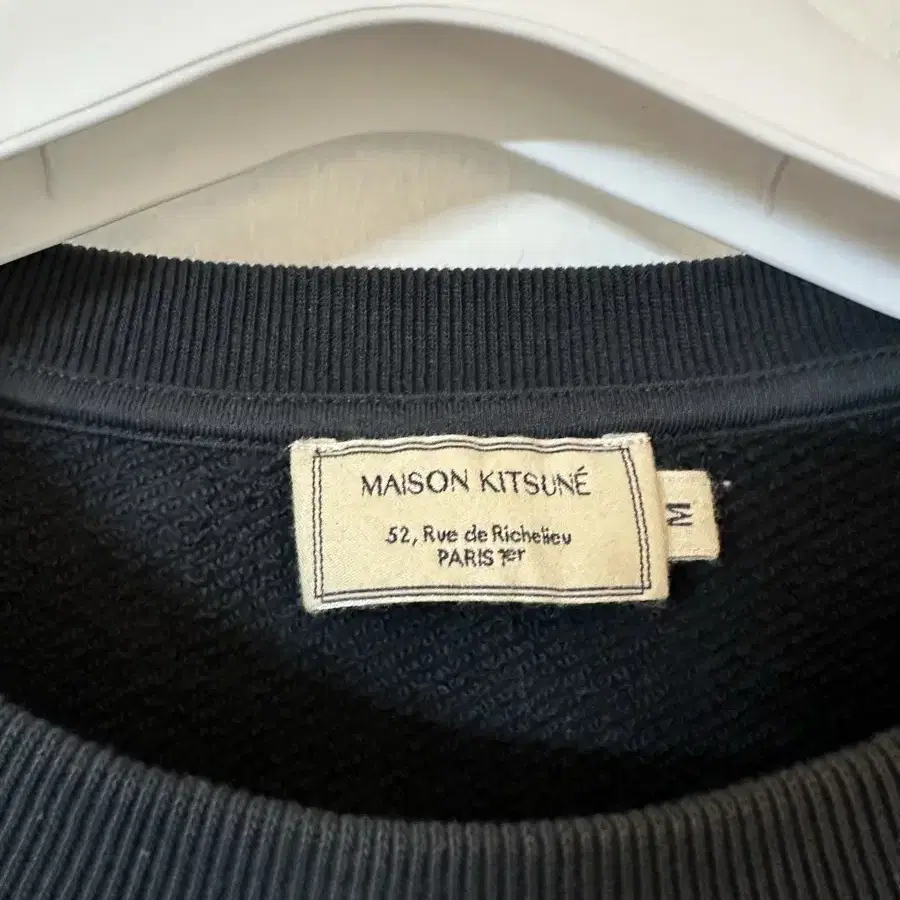 MAISON KITSUNÉ
52, Rue de Richelieu
PARIS 1er
M